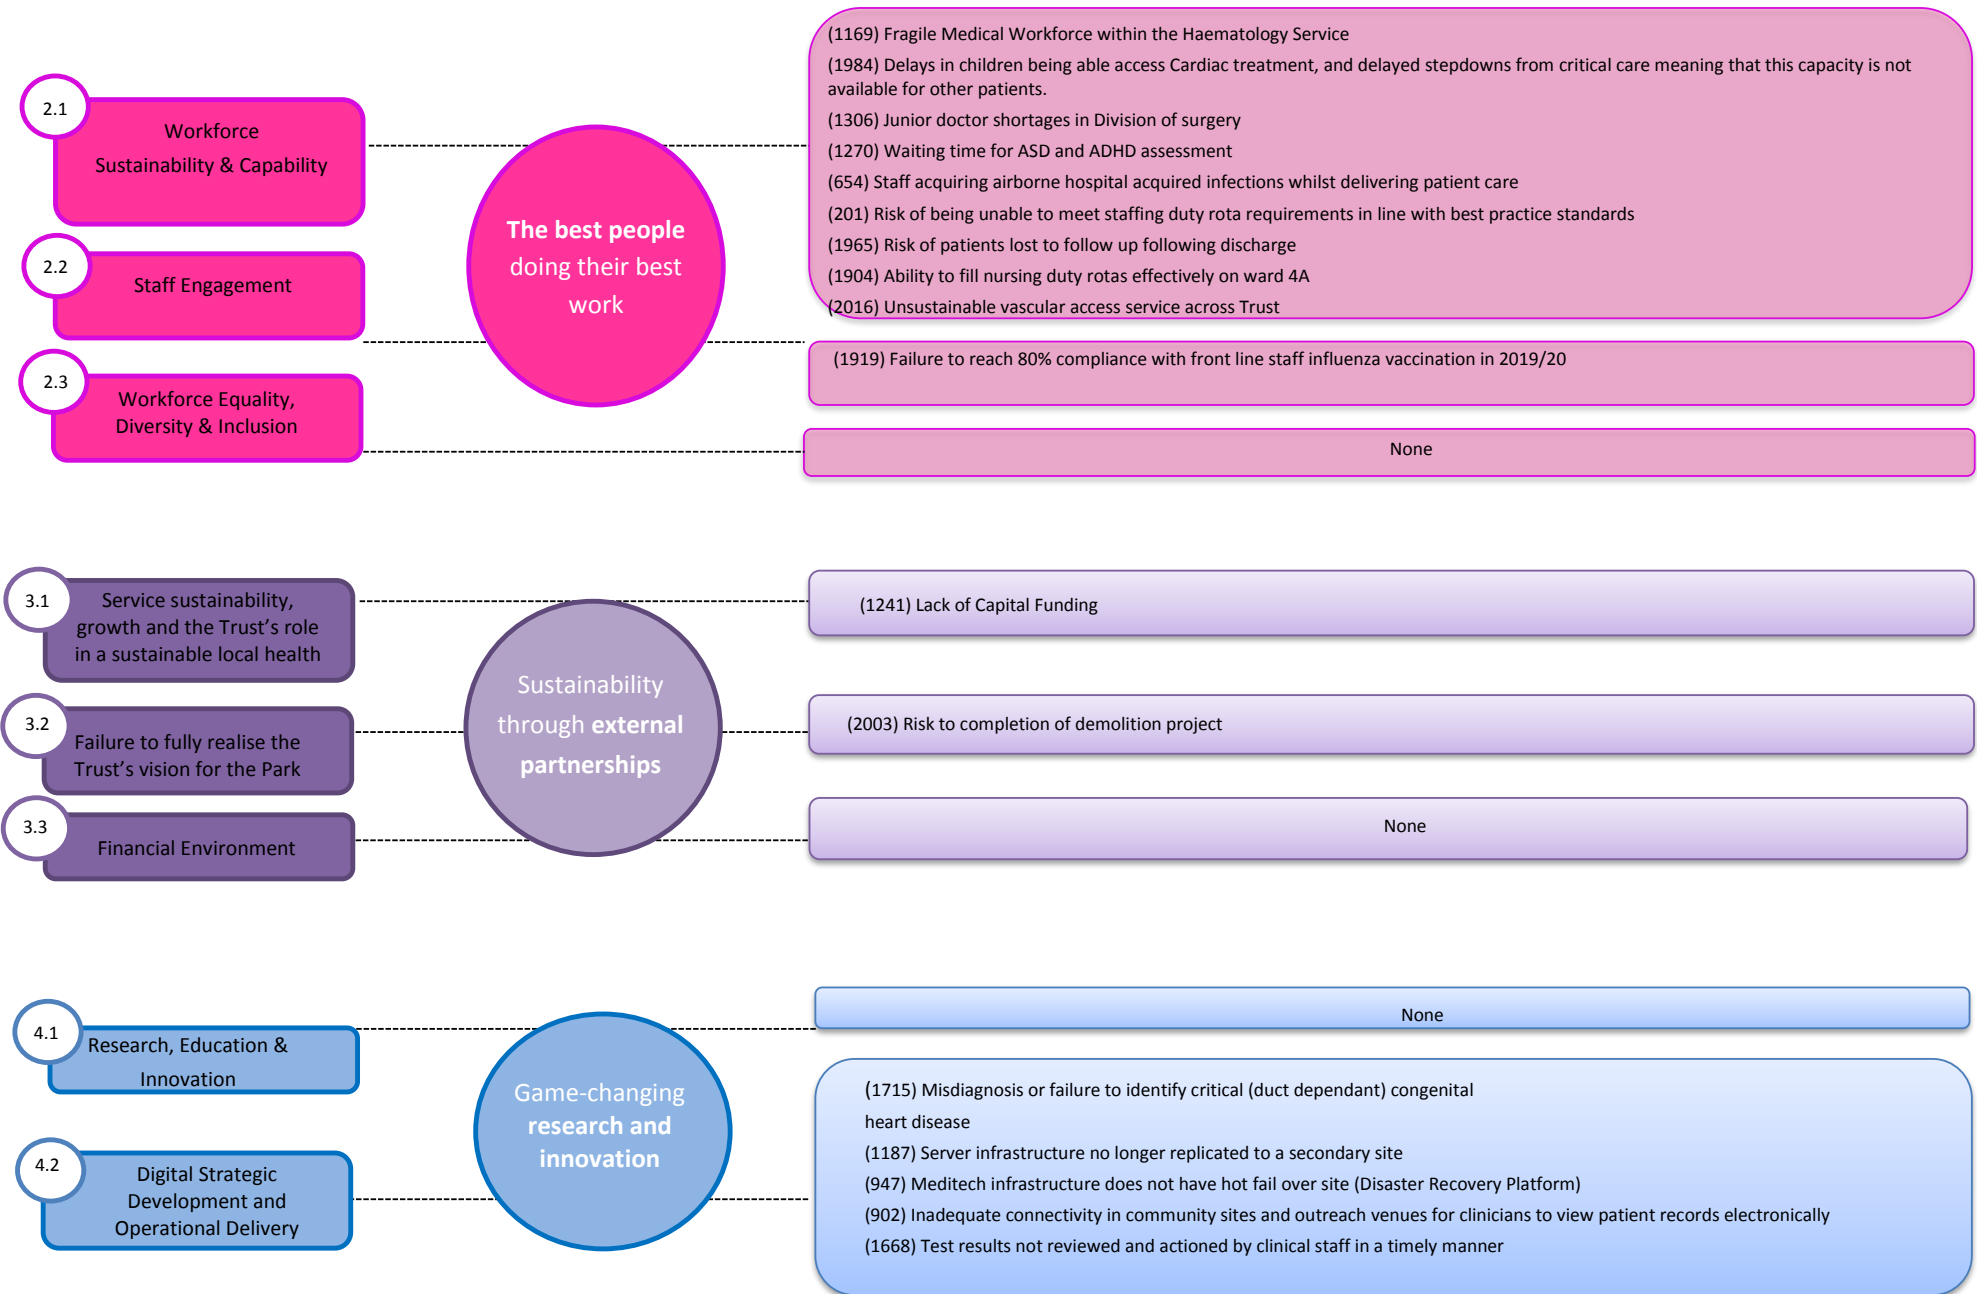 2.1
Workforce
Sustainability & Capability
2.2
Staff Engagement
2.3
Workforce Equality,
Diversity & Inclusion
The best people
doing their best
work
(1169) Fragile Medical Workforce within the Haematology Service
(1984) Delays in children being able access Cardiac treatment, and delayed stepdowns from critical care meaning that this capacity is not
available for other patients.
(1306) Junior doctor shortages in Division of surgery
(1270) Waiting time for ASD and ADHD assessment
(654) Staff acquiring airborne hospital acquired infections whilst delivering patient care
(201) Risk of being unable to meet staffing duty rota requirements in line with best practice standards
(1965) Risk of patients lost to follow up following discharge
(1904) Ability to fill nursing duty rotas effectively on ward 4A
(2016) Unsustainable vascular access service across Trust
(1919) Failure to reach 80% compliance with front line staff influenza vaccination in 2019/20
None
3.1
Service sustainability,
growth and the Trust’s role
in a sustainable local health
3.2
Failure to fully realise the
Trust’s vision for the Park
3.3
Financial Environment
Sustainability
through external
partnerships
(1241) Lack of Capital Funding
(2003) Risk to completion of demolition project
None
4.1
Research, Education &
Innovation
4.2
Digital Strategic
Development and
Operational Delivery
Game-changing
research and
innovation
None
(1715) Misdiagnosis or failure to identify critical (duct dependant) congenital
heart disease
(1187) Server infrastructure no longer replicated to a secondary site
(947) Meditech infrastructure does not have hot fail over site (Disaster Recovery Platform)
(902) Inadequate connectivity in community sites and outreach venues for clinicians to view patient records electronically
(1668) Test results not reviewed and actioned by clinical staff in a timely manner